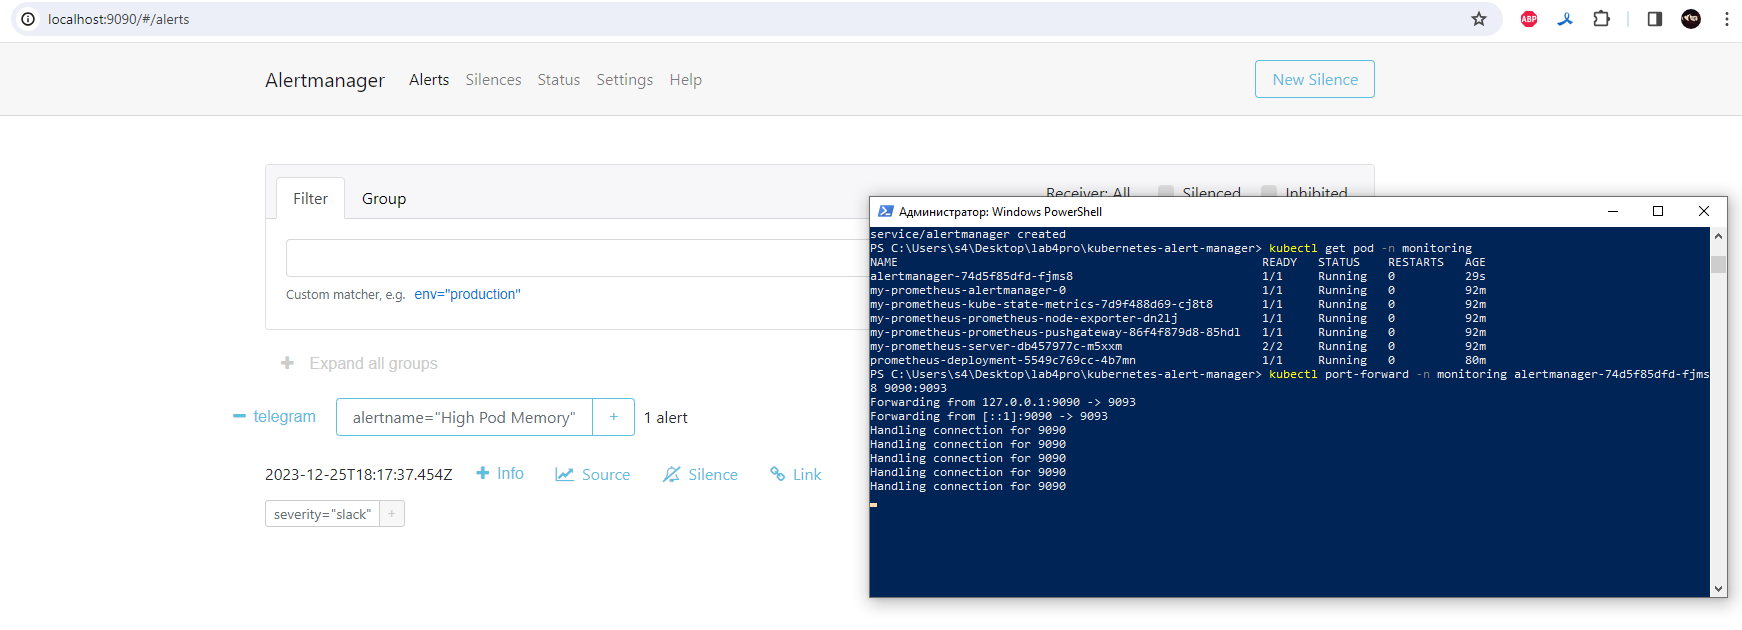 localhost:9090/#/alerts
ABP
Alertmanager Alerts Silences Status Settings Help New Silence
Filter Group Receiver: All Silenced Inhibited
Custom matcher, e.g. env="production"
+ Expand all groups
telegram alertname="High Pod Memory" + 1 alert
2023-12-25T18:17:37.454Z + Info Source Silence Link
severity="slack" +
Администратор: Windows PowerShell
service/alertmanager created
PS C:\Users\s4\Desktop\lab4pro\kubernetes-alert-manager> kubectl get pod -n monitoring
NAME READY STATUS RESTARTS AGE
alertmanager-74d5f85dfd-fjms8 1/1 Running 0 29s
my-prometheus-alertmanager-0 1/1 Running 0 92m
my-prometheus-kube-state-metrics-7d9f488d69-cj8t8 1/1 Running 0 92m
my-prometheus-prometheus-node-exporter-dn2lj 1/1 Running 0 92m
my-prometheus-prometheus-pushgateway-86f4f879d8-85hdl 1/1 Running 0 92m
my-prometheus-server-db457977c-m5xxm 2/2 Running 0 92m
prometheus-deployment-5549c769cc-4b7mn 1/1 Running 0 80m
PS C:\Users\s4\Desktop\lab4pro\kubernetes-alert-manager> kubectl port-forward -n monitoring alertmanager-74d5f85dfd-fjms
8 9090:9093
Forwarding from 127.0.0.1:9090 -> 9093
Forwarding from [::1]:9090 -> 9093
Handling connection for 9090
Handling connection for 9090
Handling connection for 9090
Handling connection for 9090
Handling connection for 9090